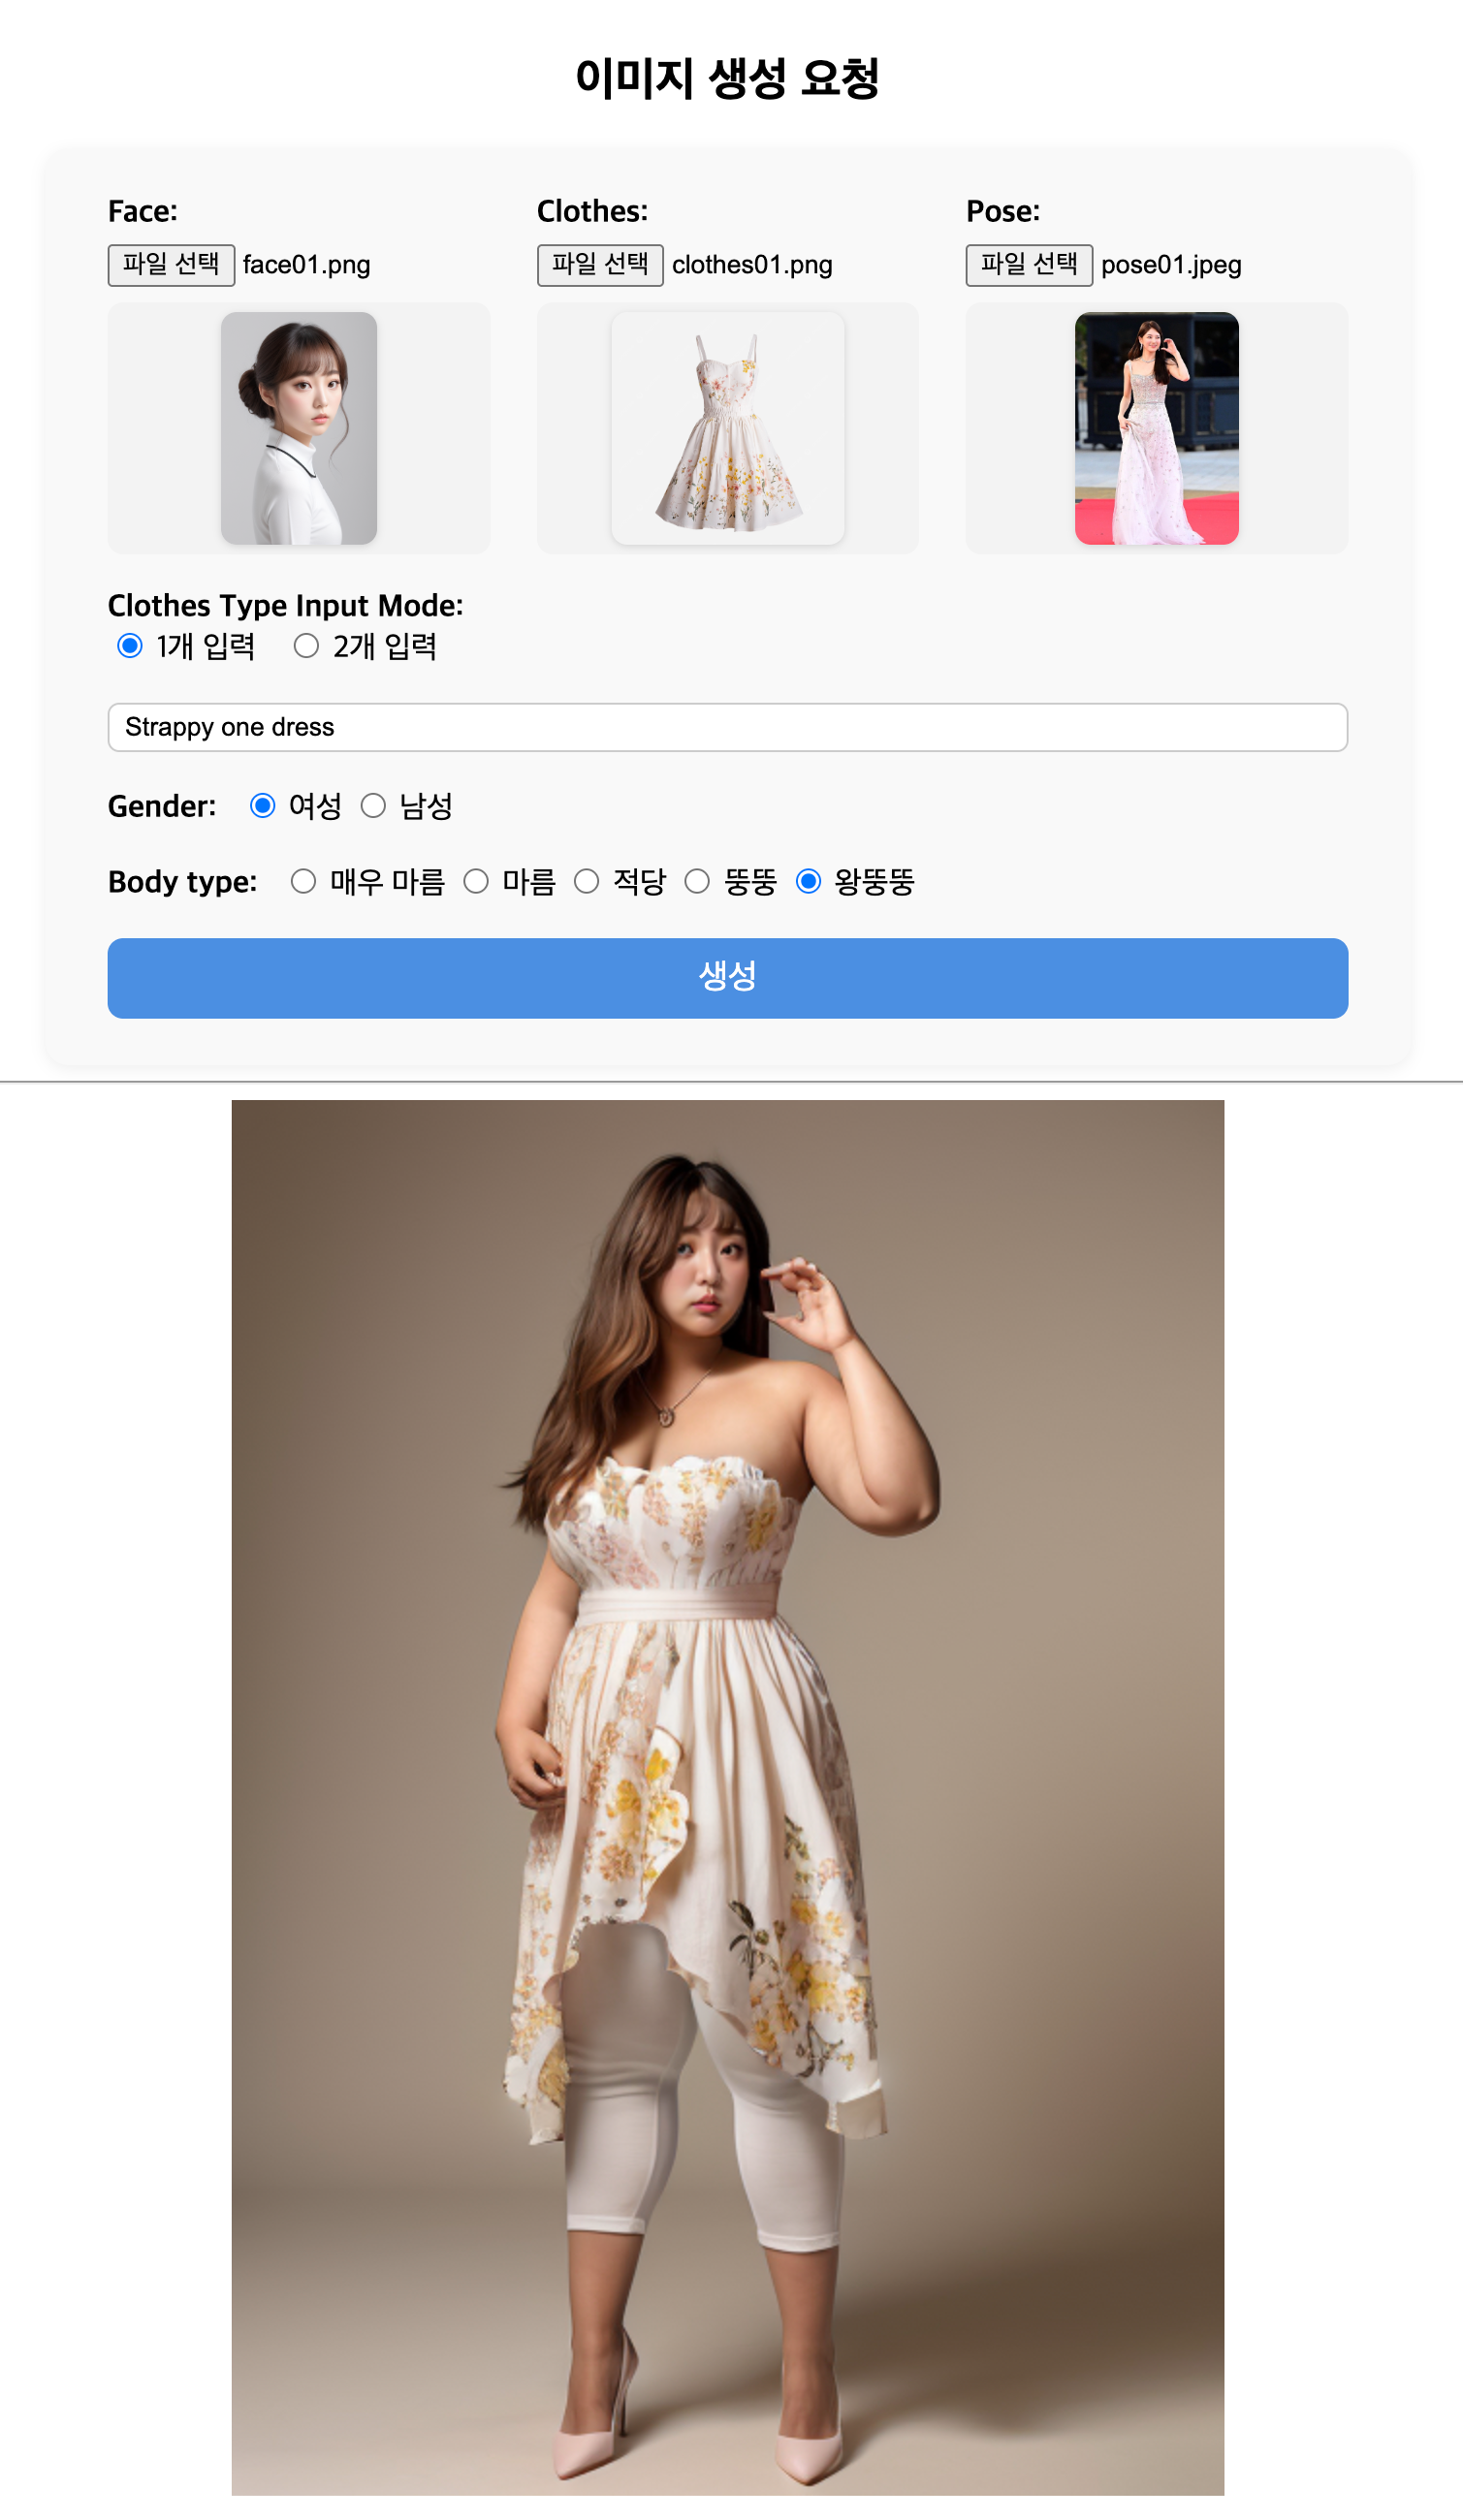 이미지 생성 요청
Face:
Clothes:
Pose:
파일 선택 face01.png
파일 선택 clothes01.png
파일 선택 pose01.jpeg
Clothes Type Input Mode:
1개 입력 2개 입력
Strappy one dress
Gender: 여성 남성
Body type: 매우 마름 마름 적당 뚱뚱 왕뚱뚱
생성